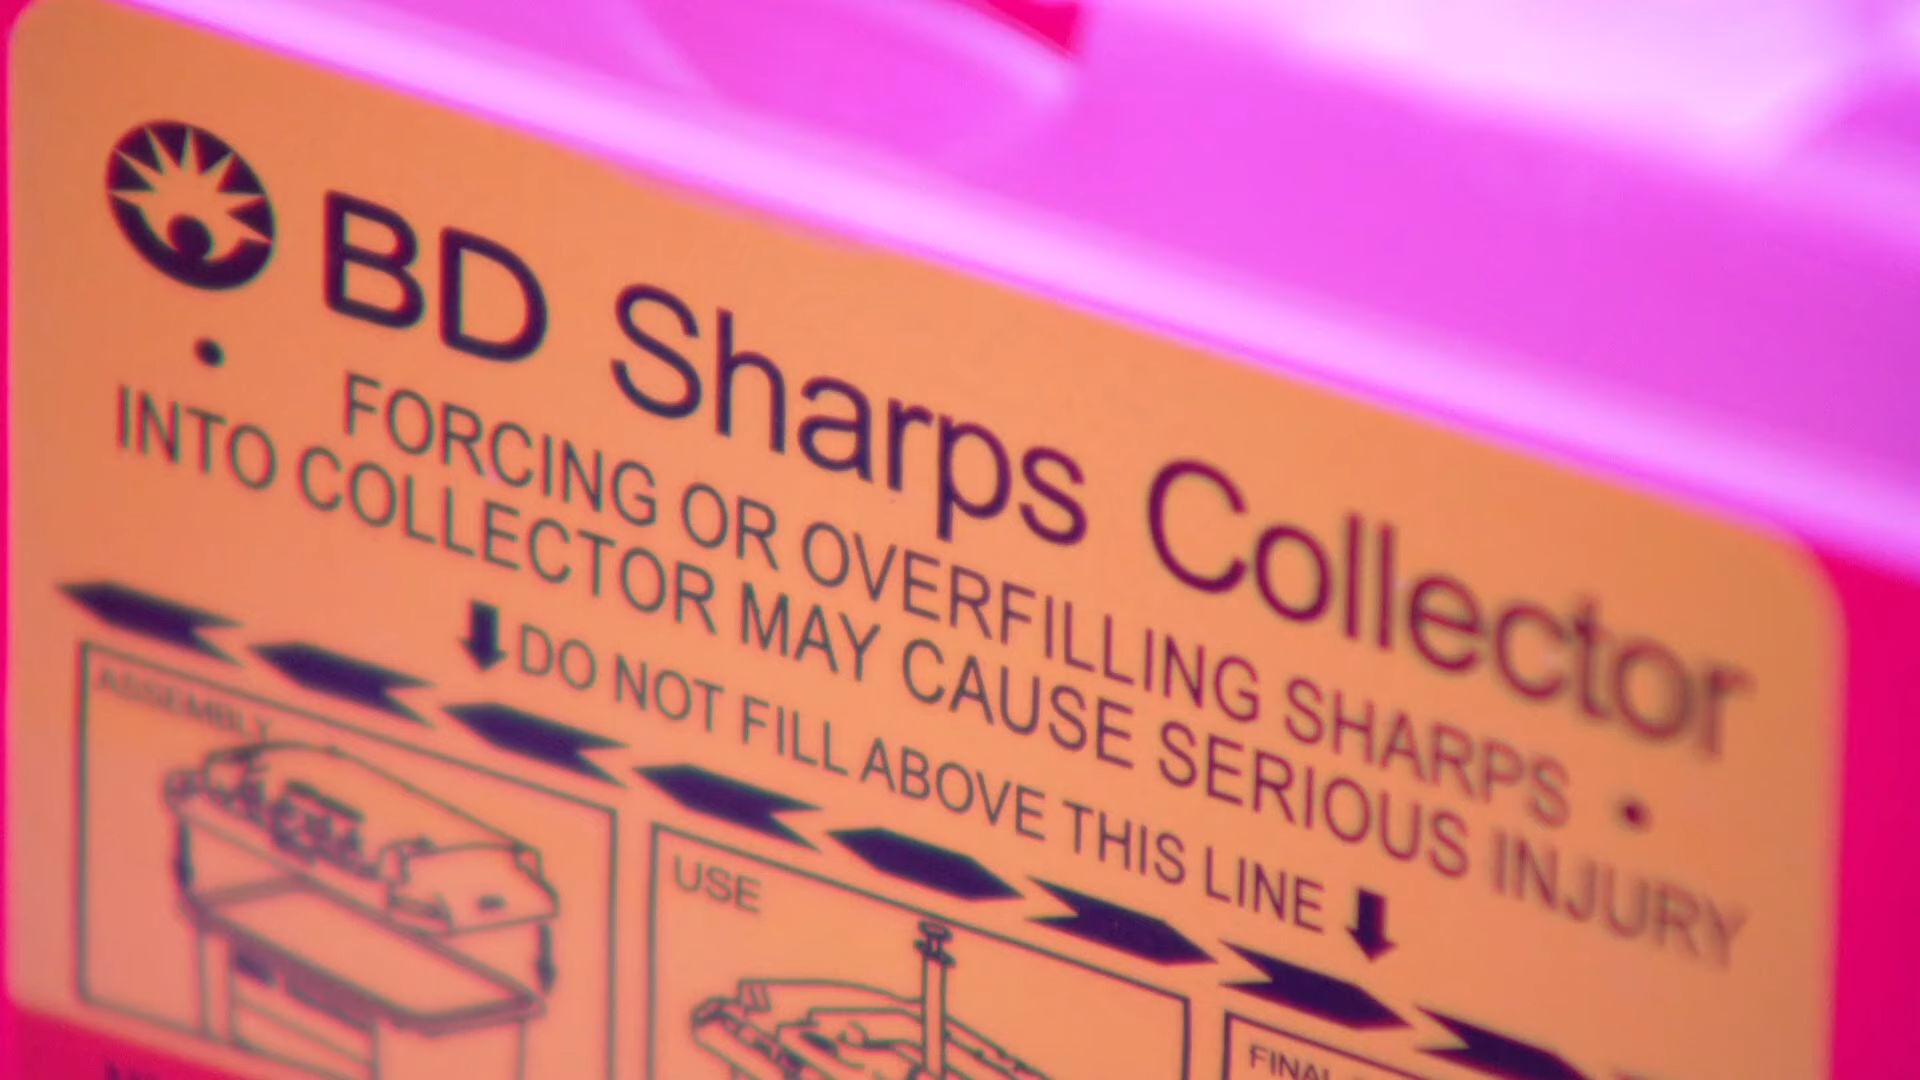 BD Sharps Collector
• FORCING OR OVERFILLING SHARPS •
INTO COLLECTOR MAY CAUSE SERIOUS INJURY
DO NOT FILL ABOVE THIS LINE
ASSEMBLY
USE
FINAL